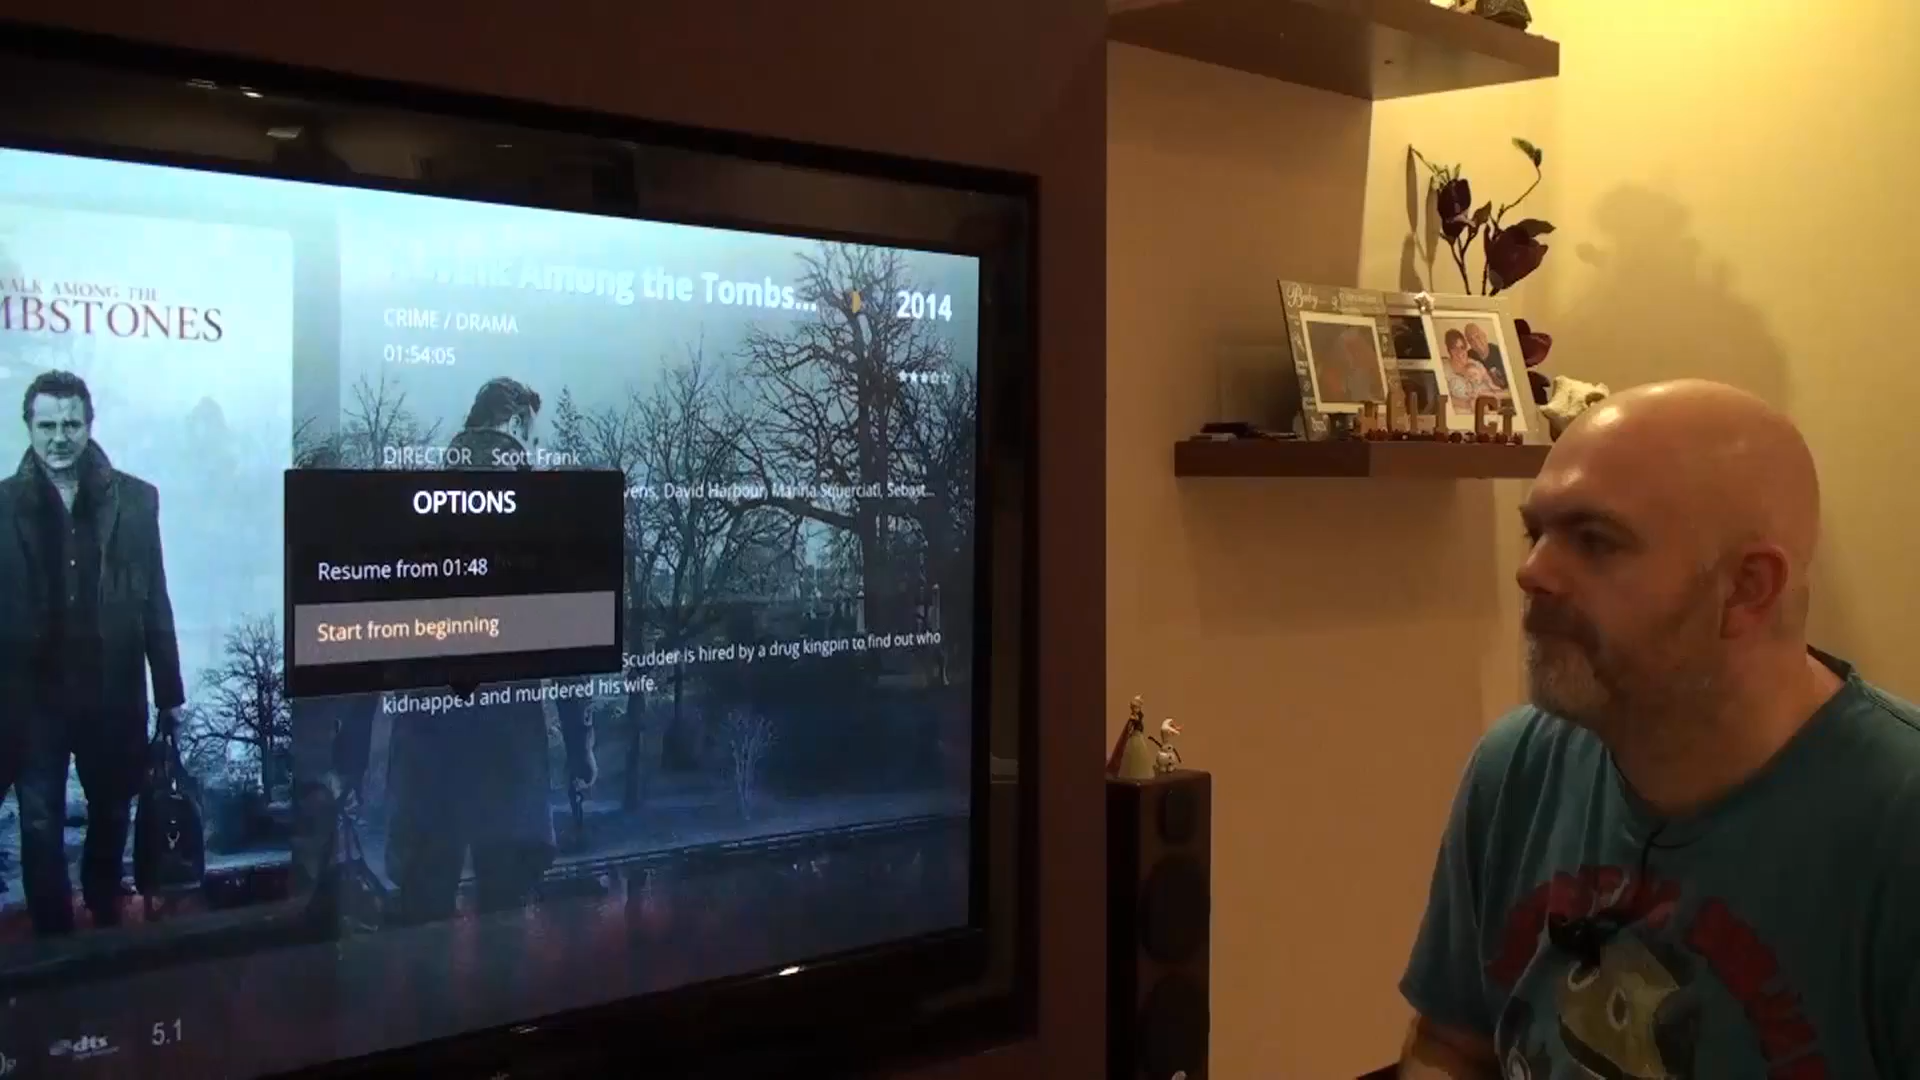 WALK AMONG THE
MBSTONES
Among the Tombs...
2014
CRIME / DRAMA
01:54:05
DIRECTOR Scott Frank
David Harbour, Marina Squerciati, Sebast...
OPTIONS
Resume from 01:48
Start from beginning
Scudder is hired by a drug kingpin to find out who
kidnapped and murdered his wife.
dts 5.1
Baby